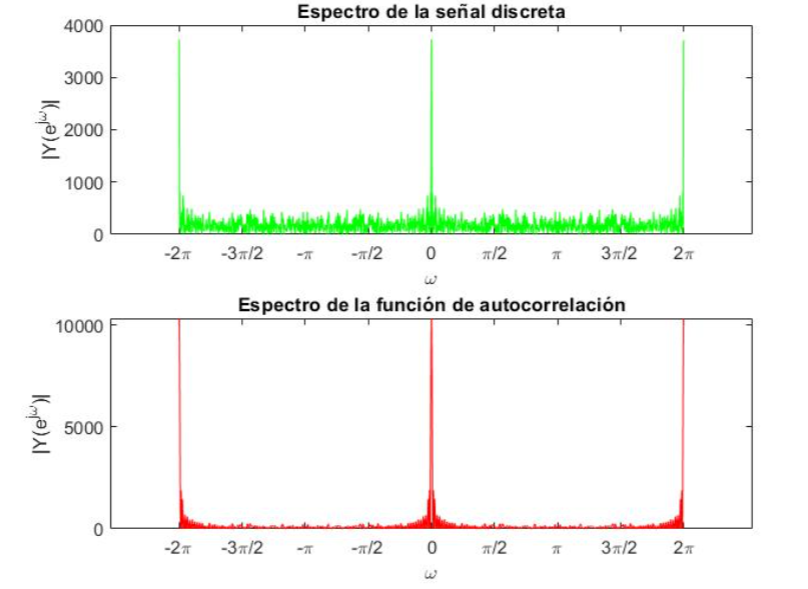 Espectro de la señal discreta
4000
3000
2000
1000
0
|Y(e^jω)|
-2π -3π/2 -π -π/2 0 π/2 π 3π/2 2π
ω
Espectro de la función de autocorrelación
10000
5000
0
|Y(e^jω)|
-2π -3π/2 -π -π/2 0 π/2 π 3π/2 2π
ω